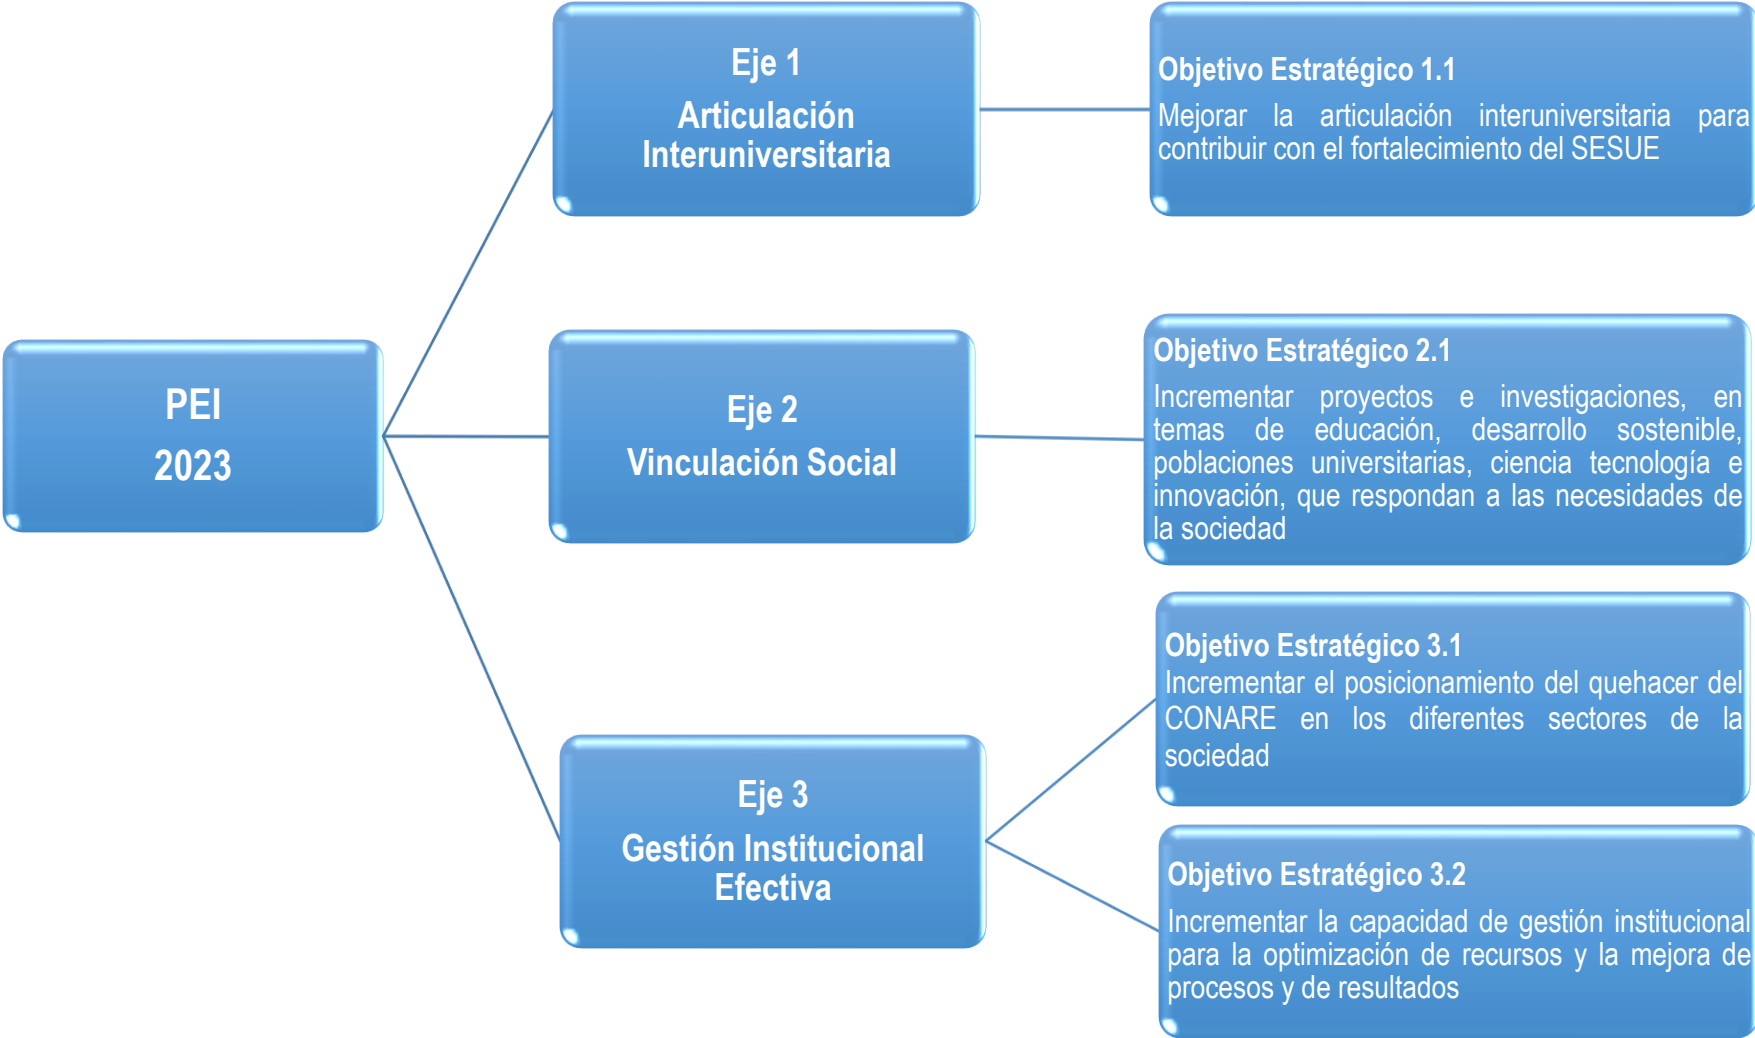 PEI
2023
Eje 1
Articulación
Interuniversitaria
Objetivo Estratégico 1.1
Mejorar la articulación interuniversitaria para
contribuir con el fortalecimiento del SESUE
Eje 2
Vinculación Social
Objetivo Estratégico 2.1
Incrementar proyectos e investigaciones, en
temas de educación, desarrollo sostenible,
poblaciones universitarias, ciencia tecnología e
innovación, que respondan a las necesidades de
la sociedad
Eje 3
Gestión Institucional
Efectiva
Objetivo Estratégico 3.1
Incrementar el posicionamiento del quehacer del
CONARE en los diferentes sectores de la
sociedad
Objetivo Estratégico 3.2
Incrementar la capacidad de gestión institucional
para la optimización de recursos y la mejora de
procesos y de resultados